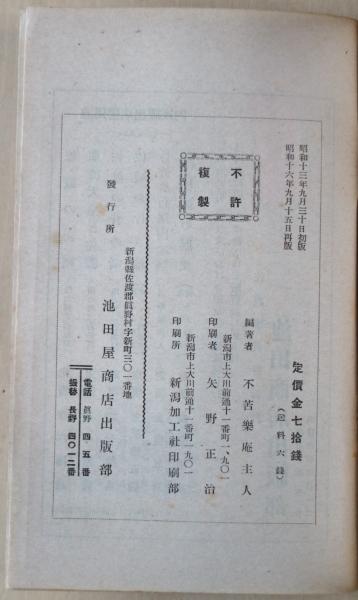 昭和十三年九月三十日初版
昭和十六年九月十五日再版
定價金七拾錢
(送料六錢)
不許
複製
編著者 不苦樂庵主人
新潟市上大川前通十一番町一、九〇一
印刷者 矢野正治
新潟市上大川前通十一番町一、九〇一
印刷所 新潟加工社印刷部
新潟縣佐渡郡眞野村字新町三〇一番地
發行所 池田屋商店出版部
電話 眞野 四五番
振替 長野 四〇一二番